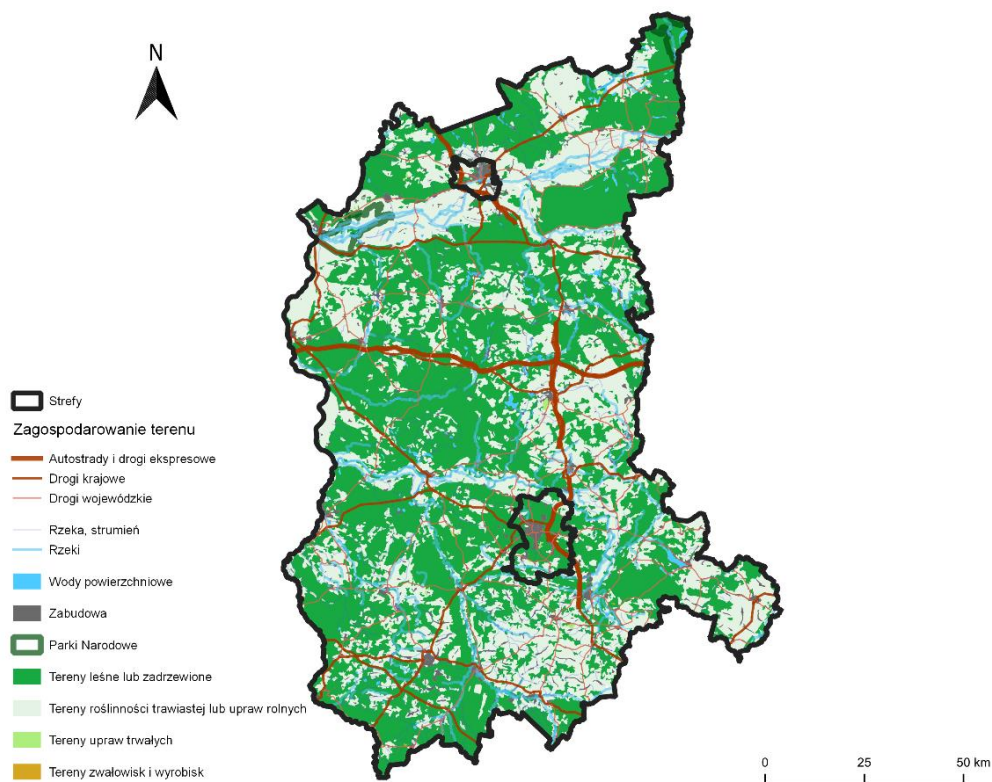 N
Strefy
Zagospodarowanie terenu
Autostrady i drogi ekspresowe
Drogi krajowe
Drogi wojewódzkie
Rzeka, strumień
Rzeki
Wody powierzchniowe
Zabudowa
Parki Narodowe
Tereny leśne lub zadrzewione
Tereny roślinności trawiastej lub upraw rolnych
Tereny upraw trwałych
Tereny zwałowisk i wyrobisk
0 25 50 km